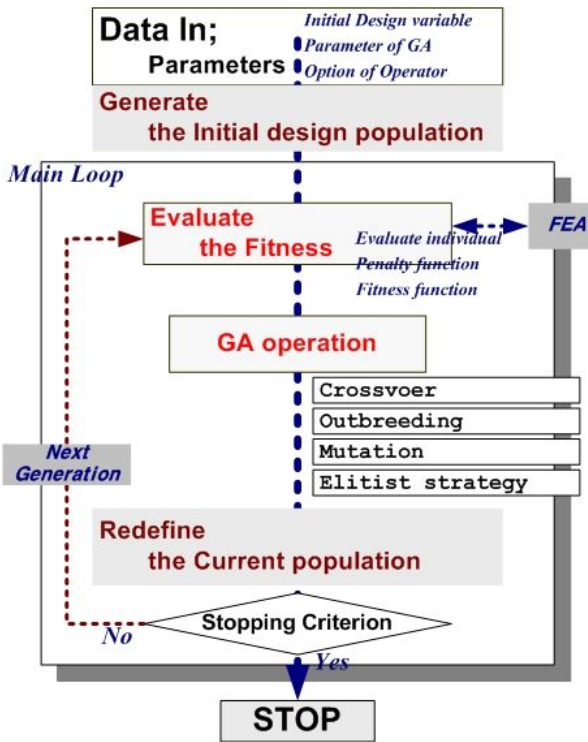 Data In;
Parameters
Initial Design variable
Parameter of GA
Option of Operator
Generate
the Initial design population
Main Loop
Evaluate
the Fitness
FEA
Evaluate individual
Penalty function
Fitness function
GA operation
Crossvoer
Outbreeding
Mutation
Elitist strategy
Next
Generation
Redefine
the Current population
Stopping Criterion
No
Yes
STOP